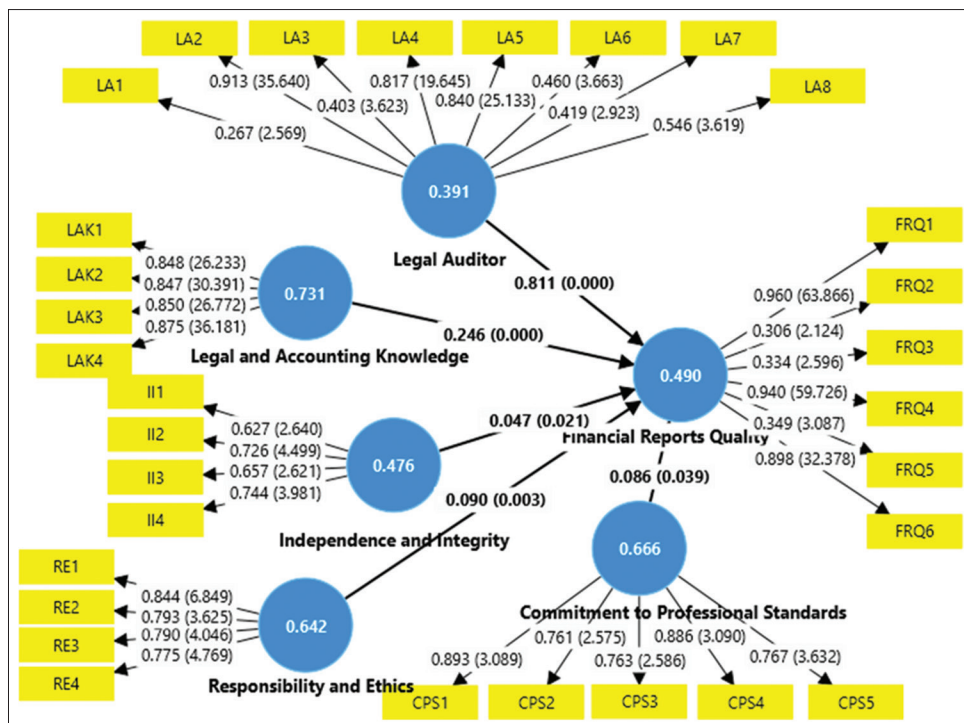 LA2
LA3
LA4
LA5
LA6
LA7
LA1
LA8
0.913 (35.640)
0.817 (19.645)
0.460 (3.663)
0.403 (3.623)
0.840 (25.133)
0.419 (2.923)
0.267 (2.569)
0.546 (3.619)
0.391
Legal Auditor
0.811 (0.000)
LAK1
LAK2
LAK3
LAK4
0.848 (26.233)
0.847 (30.391)
0.850 (26.772)
0.875 (36.181)
0.731
Legal and Accounting Knowledge
0.246 (0.000)
FRQ1
FRQ2
FRQ3
FRQ4
FRQ5
FRQ6
0.960 (63.866)
0.306 (2.124)
0.334 (2.596)
0.940 (59.726)
0.349 (3.087)
0.898 (32.378)
0.490
Financial Reports Quality
II1
II2
II3
II4
0.627 (2.640)
0.726 (4.499)
0.657 (2.621)
0.744 (3.981)
0.476
Independence and Integrity
0.047 (0.021)
0.090 (0.003)
0.086 (0.039)
RE1
RE2
RE3
RE4
0.844 (6.849)
0.793 (3.625)
0.790 (4.046)
0.775 (4.769)
0.642
Responsibility and Ethics
0.666
Commitment to Professional Standards
0.893 (3.089)
0.761 (2.575)
0.763 (2.586)
0.886 (3.090)
0.767 (3.632)
CPS1
CPS2
CPS3
CPS4
CPS5